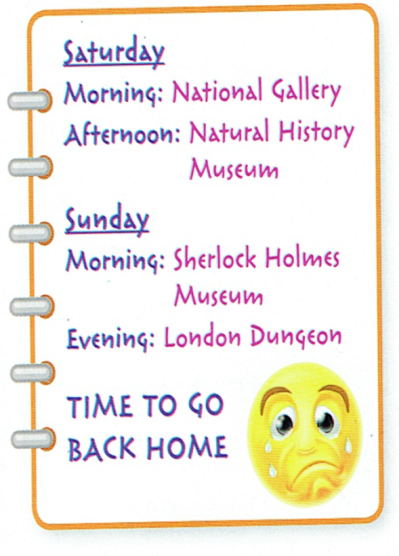 Saturday
Morning: National Gallery
Afternoon: Natural History
Museum
Sunday
Morning: Sherlock Holmes
Museum
Evening: London Dungeon
TIME TO GO
BACK HOME